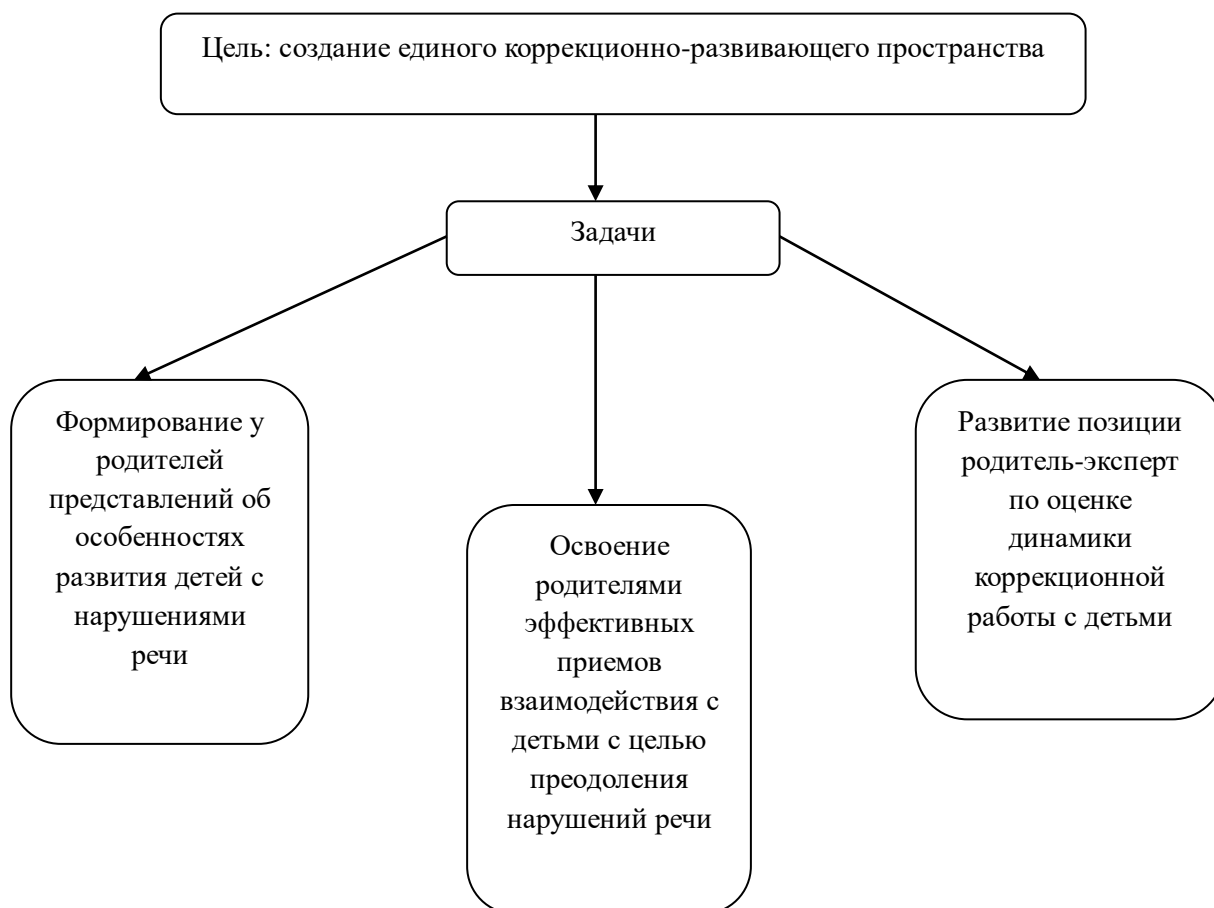 Цель: создание единого коррекционно-развивающего пространства
Задачи
Формирование у
родителей
представлений об
особенностях
развития детей с
нарушениями
речи
Освоение
родителями
эффективных
приемов
взаимодействия с
детьми с целью
преодоления
нарушений речи
Развитие позиции
родитель-эксперт
по оценке
динамики
коррекционной
работы с детьми